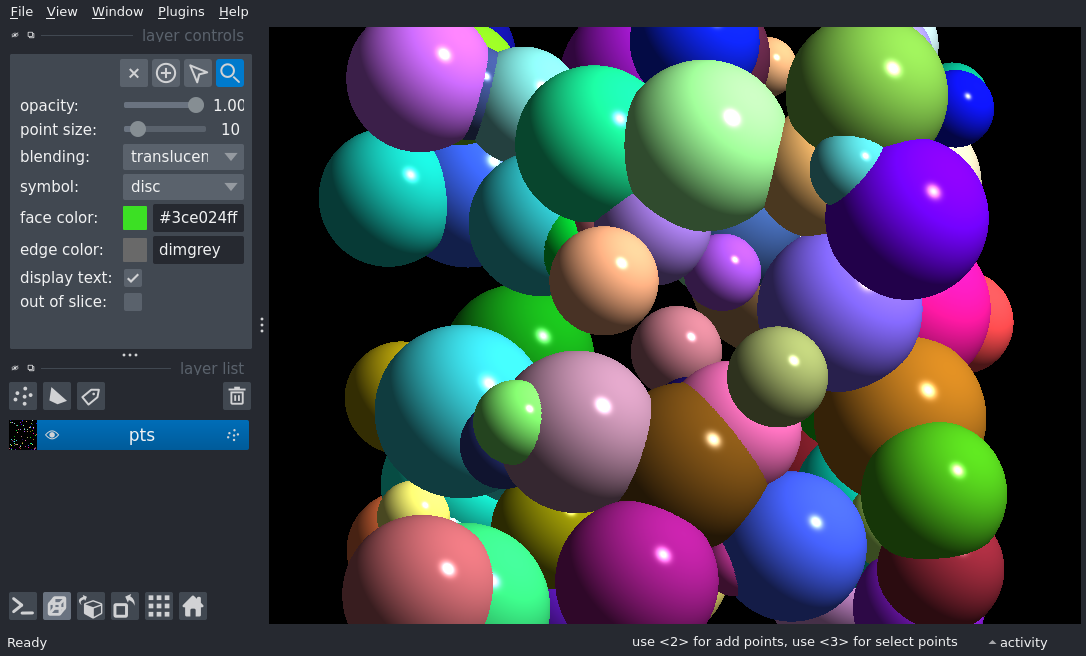 File View Window Plugins Help
layer controls
opacity: 1.00
point size: 10
blending: translucen
symbol: disc
face color: #3ce024ff
edge color: dimgrey
display text:
out of slice:
layer list
pts
Ready use <2> for add points, use <3> for select points activity